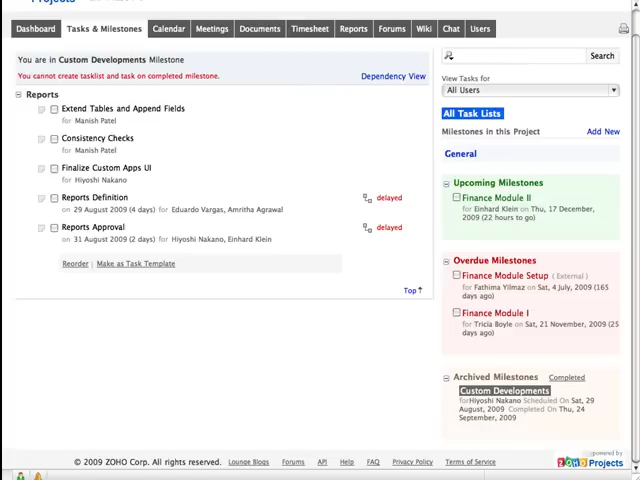 Projects
Dashboard Tasks & Milestones Calendar Meetings Documents Timesheet Reports Forums Wiki Chat Users
You are in Custom Developments Milestone
You cannot create tasklist and task on completed milestone. Dependency View
Reports
Extend Tables and Append Fields
for Manish Patel
Consistency Checks
for Manish Patel
Finalize Custom Apps UI
for Hiyoshi Nakano
Reports Definition delayed
on 29 August 2009 (4 days) for Eduardo Vargas, Amritha Agrawal
Reports Approval delayed
on 31 August 2009 (2 days) for Hiyoshi Nakano, Einhard Klein
Reorder | Make as Task Template
Top
Search
View Tasks for
All Users
All Task Lists
Milestones in this Project Add New
General
Upcoming Milestones
Finance Module II
for Einhard Klein on Thu, 17 December,
2009 (22 hours to go)
Overdue Milestones
Finance Module Setup ( External )
for Fathima Yilmaz on Sat, 4 July, 2009 (165
days ago)
Finance Module I
for Tricia Boyle on Sat, 21 November, 2009 (25
days ago)
Archived Milestones Completed
Custom Developments
forHiyoshi Nakano Scheduled On Sat, 29
August, 2009 Completed On Thu, 24
September, 2009
© 2009 ZOHO Corp. All rights reserved. Lounge Blogs Forums API Help FAQ Privacy Policy Terms of Service
powered by
ZOHO Projects